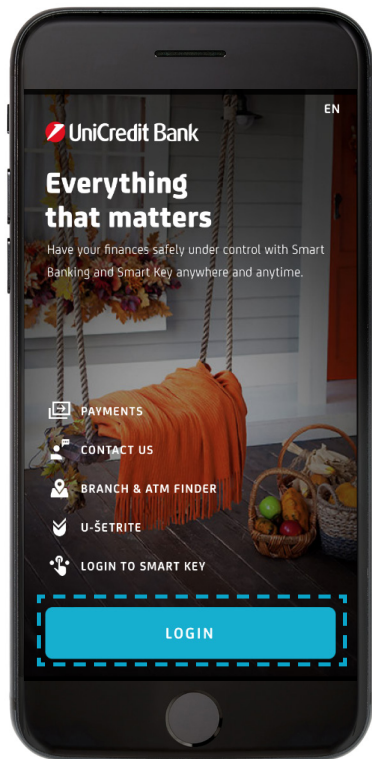 EN
UniCredit Bank
Everything
that matters
Have your finances safely under control with Smart
Banking and Smart Key anywhere and anytime.
PAYMENTS
CONTACT US
BRANCH & ATM FINDER
U-ŠETRITE
LOGIN TO SMART KEY
LOGIN